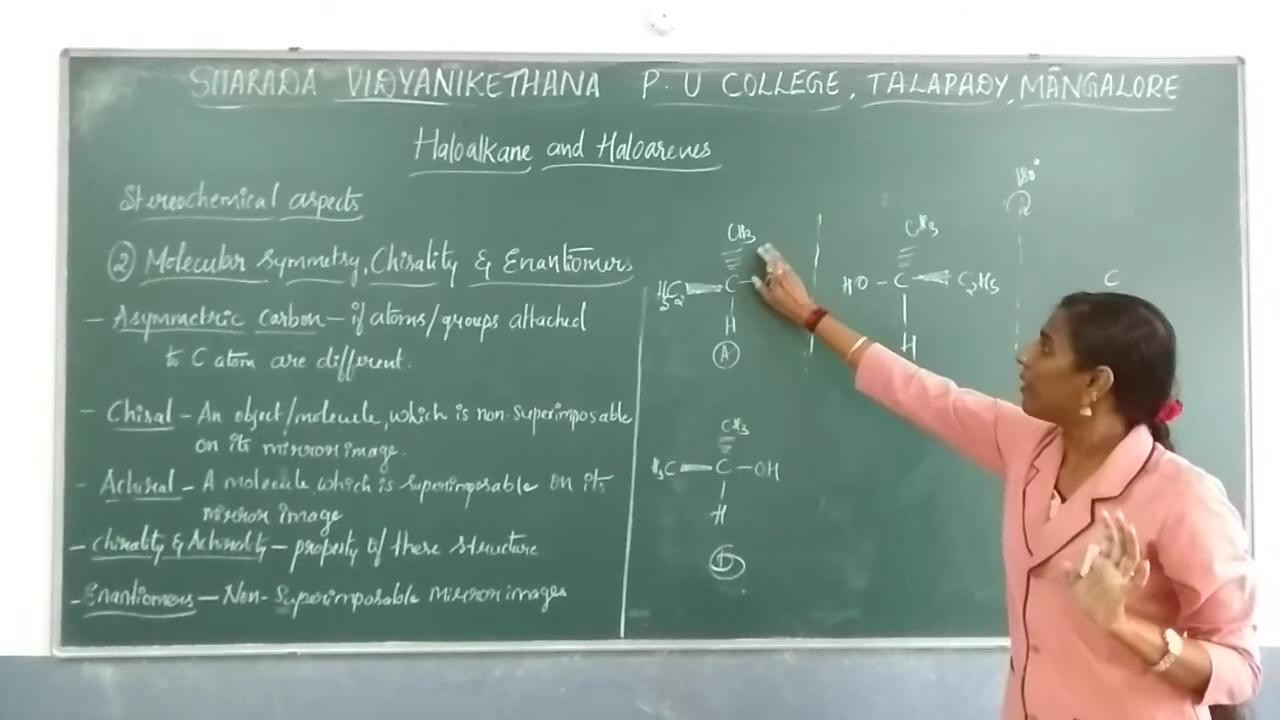 SHARADA VIDYANIKETHANA P.U COLLEGE, TALAPADY, MANGALORE
Haloalkane and Haloarenes
Stereochemical aspects
② Molecular symmetry, Chirality & Enantiomers
- Asymmetric Carbon - if atoms/groups attached
to C atom are different.
- Chiral - An object/molecule, which is non-superimposable
on its mirror image.
- Achiral - A molecule, which is superimposable on its
mirror image
- Chirality & Achirality - property of these structure
- Enantiomers - Non-Superimposable mirror images
CH3
H5C2 C
H
A
CH3
HO - C C2H5
H
180°
C
CH3
H3C C - OH
H
D